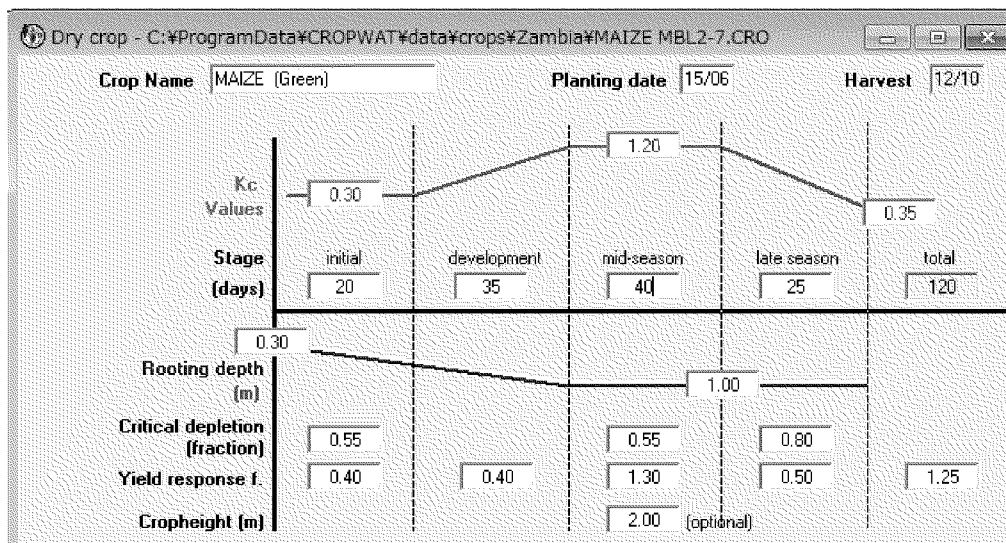 Dry crop - C:¥ProgramData¥CROPWAT¥data¥crops¥Zambia¥MAIZE MBL2-7.CRO
Crop Name MAIZE (Green) Planting date 15/06 Harvest 12/10
1.20
Kc Values 0.30
0.35
Stage initial development mid-season late season total
(days) 20 35 40 25 120
0.30
Rooting depth
(m) 1.00
Critical depletion
(fraction) 0.55 0.55 0.80
Yield response f. 0.40 0.40 1.30 0.50 1.25
Cropheight (m) 2.00 (optional)